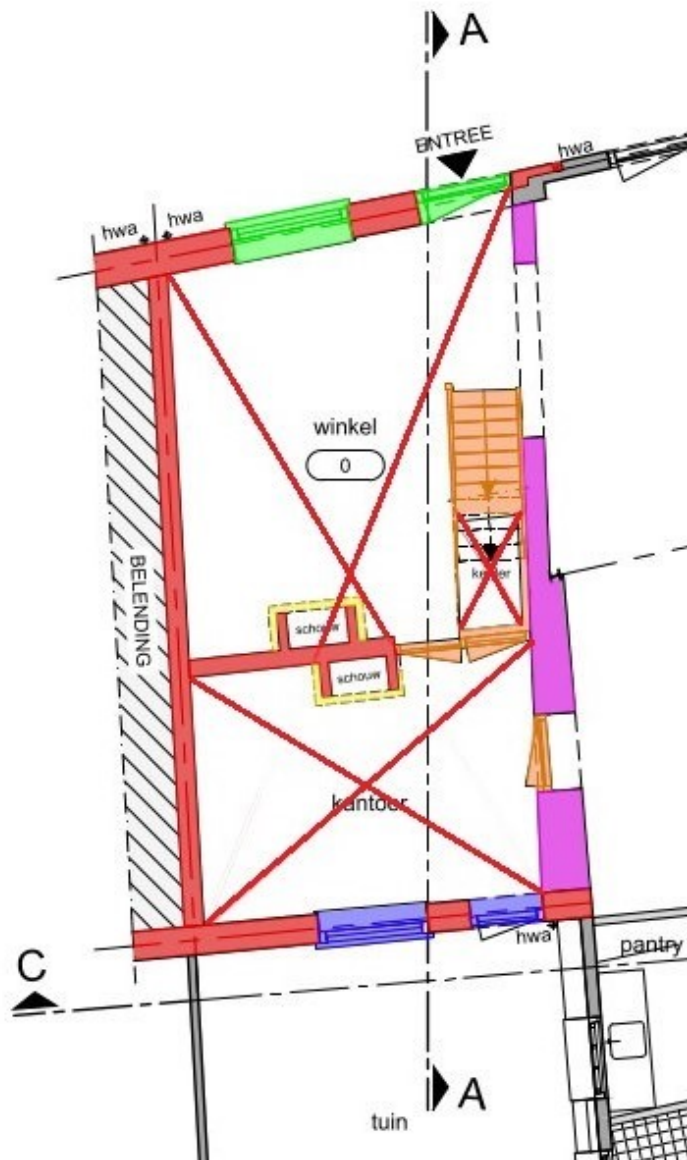 A
ENTREE
hwa
hwa
hwa
winkel
0
BELENDING
kelder
schouw
schouw
kantoor
hwa
pantry
C
A
tuin